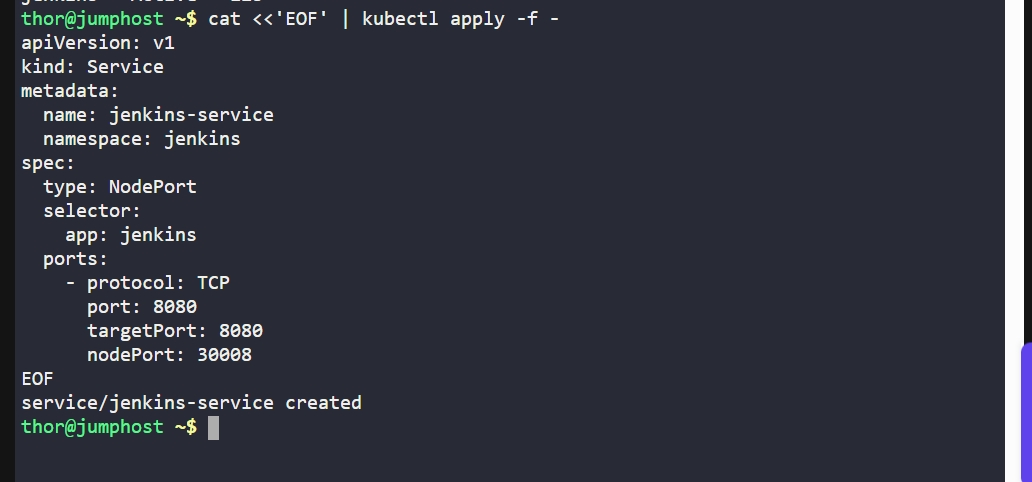 thor@jumphost ~$ cat <<'EOF' | kubectl apply -f -
apiVersion: v1
kind: Service
metadata:
  name: jenkins-service
  namespace: jenkins
spec:
  type: NodePort
  selector:
    app: jenkins
  ports:
    - protocol: TCP
      port: 8080
      targetPort: 8080
      nodePort: 30008
EOF
service/jenkins-service created
thor@jumphost ~$